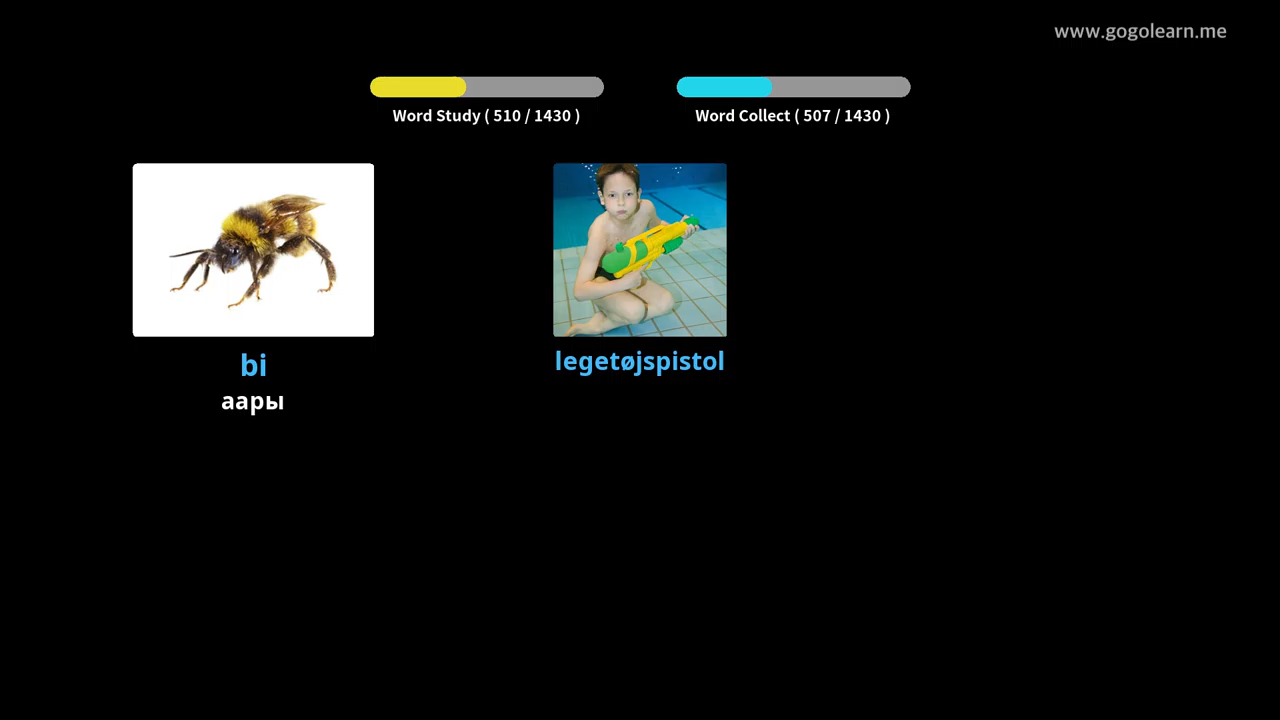 www.gogolearn.me
Word Study ( 510 / 1430 )
Word Collect ( 507 / 1430 )
bi
аары
legetøjspistol